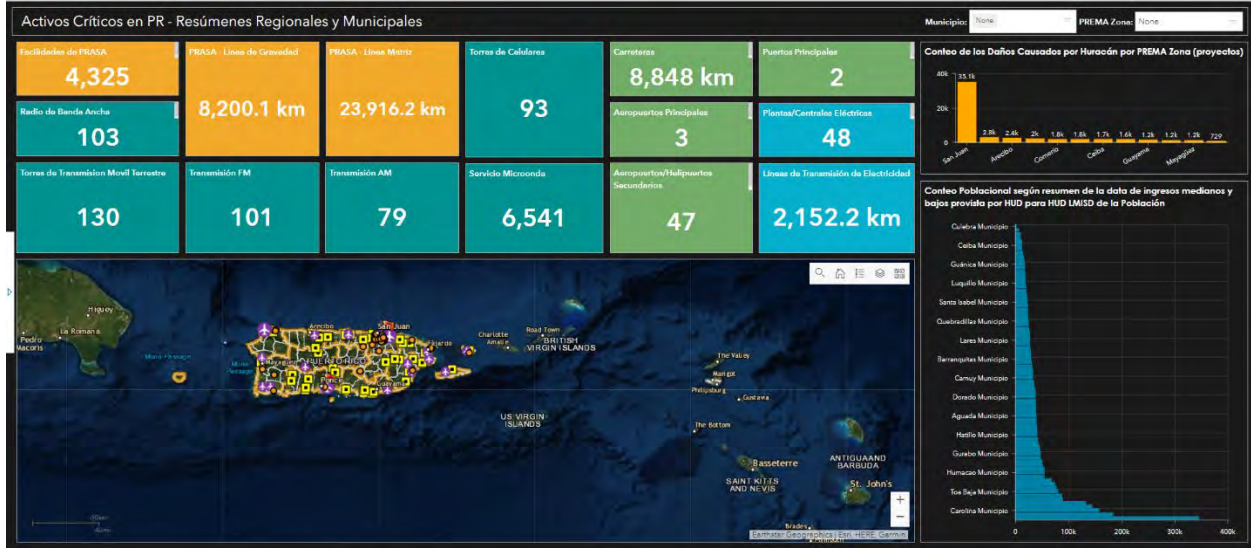 Activos Críticos en PR - Resúmenes Regionales y Municipales
Municipio: None
PREMA Zona: None
Facilidades de PRASA
4,325
PRASA - Linea de Gravedad
8,200.1 km
PRASA - Línea Matriz
23,916.2 km
Torres de Celulares
93
Carreteras
8,848 km
Puertos Principales
2
Radio de Banda Ancha
103
Aeropuertos Principales
3
Plantas/Centrales Eléctricas
48
Torres de Transmision Movil Terrestre
130
Transmisión FM
101
Transmisión AM
79
Servicio Microonda
6,541
Aeropuertos/Helipuertos
Secundarios
47
Líneas de Transmisión de Electricidad
2,152.2 km
Conteo de los Daños Causados por Huracán por PREMA Zona (proyectos)
40k
20k
0
35.1k
2.8k
2.4k
2k
1.8k
1.8k
1.7k
1.6k
1.2k
1.2k
1.2k
729
San Juan
Arecibo
Comerío
Ceiba
Guayama
Mayagüez
Conteo Poblacional según resumen de la data de ingresos medianos y
bajos provista por HUD para HUD LMISD de la Población
Culebra Municipio
Ceiba Municipio
Guánica Municipio
Luquillo Municipio
Santa Isabel Municipio
Quebradillas Municipio
Lares Municipio
Barranquitas Municipio
Camuy Municipio
Dorado Municipio
Aguada Municipio
Hatillo Municipio
Gurabo Municipio
Humacao Municipio
Toa Baja Municipio
Carolina Municipio
0
100k
200k
300k
400k
Higuey
La Romana
Pedro
Macoris
Mona Passage
Mona
Passage
Arecibo
San Juan
Fajardo
Mayagüez
PUERTO RICO
Ponce
Guayama
Charlotte
Amalie
Road Town
BRITISH
VIRGIN ISLANDS
US VIRGIN
ISLANDS
The Valley
Marigot
Philipsburg
Gustavia
The Bottom
Basseterre
SAINT KITTS
AND NEVIS
ANTIGUA AND
BARBUDA
St. John's
Brades
+
−
Earthstar Geographics | Esri, HERE, Garmin